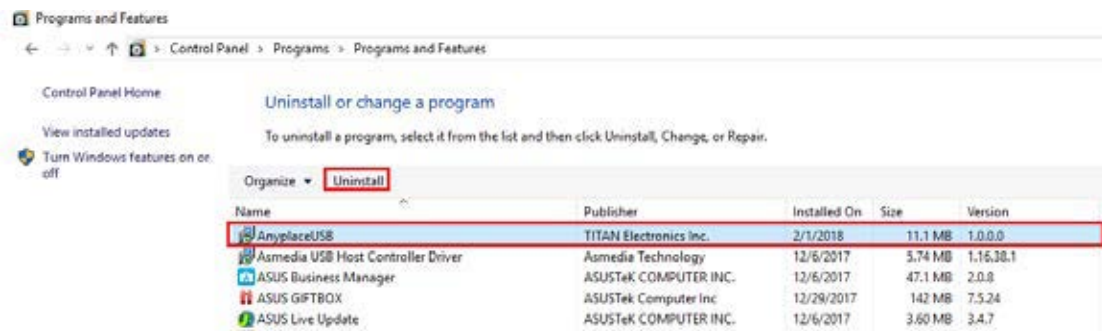 Programs and Features
Control Panel > Programs > Programs and Features
Control Panel Home
View installed updates
Turn Windows features on or
off
Uninstall or change a program
To uninstall a program, select it from the list and then click Uninstall, Change, or Repair.
Organize Uninstall
Name Publisher Installed On Size Version
AnyplaceUSB TITAN Electronics Inc. 2/1/2018 11.1 MB 1.0.0.0
Asmedia USB Host Controller Driver Asmedia Technology 12/6/2017 5.74 MB 1.16.38.1
ASUS Business Manager ASUSTeK COMPUTER INC. 12/6/2017 47.1 MB 2.0.8
ASUS GIFTBOX ASUSTek Computer Inc 12/29/2017 142 MB 7.5.24
ASUS Live Update ASUSTeK COMPUTER INC. 12/6/2017 3.60 MB 3.4.7